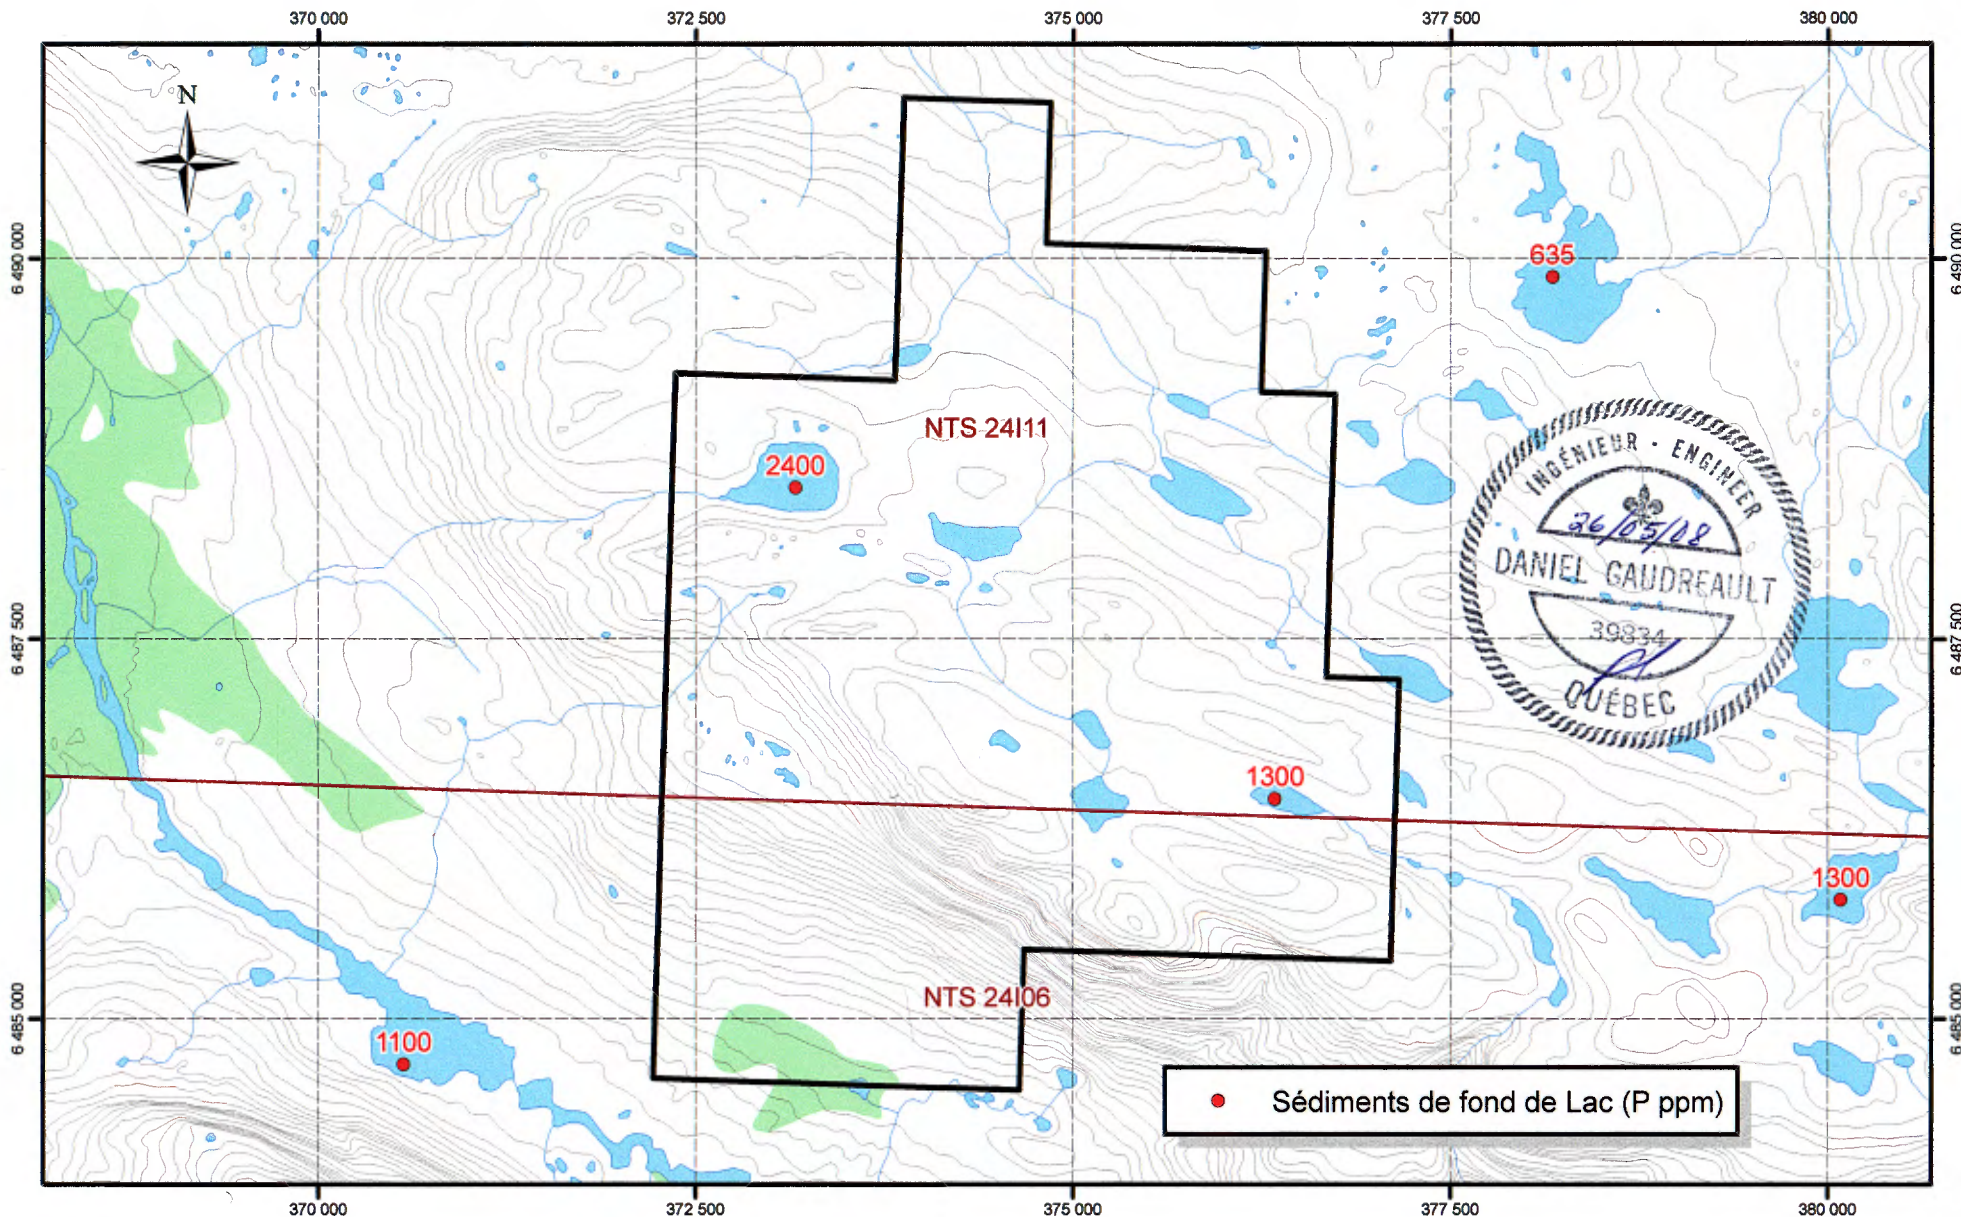 370 000 372 500 375 000 377 500 380 000
N
6 490 000
6 490 000
635
NTS 24I11
2400
INGÉNIEUR · ENGINEER
26/05/08
DANIEL GAUDREAULT
39834
QUÉBEC
6 487 500
6 487 500
1300
1300
NTS 24I06
6 485 000
6 485 000
1100
Sédiments de fond de Lac (P ppm)
370 000 372 500 375 000 377 500 380 000